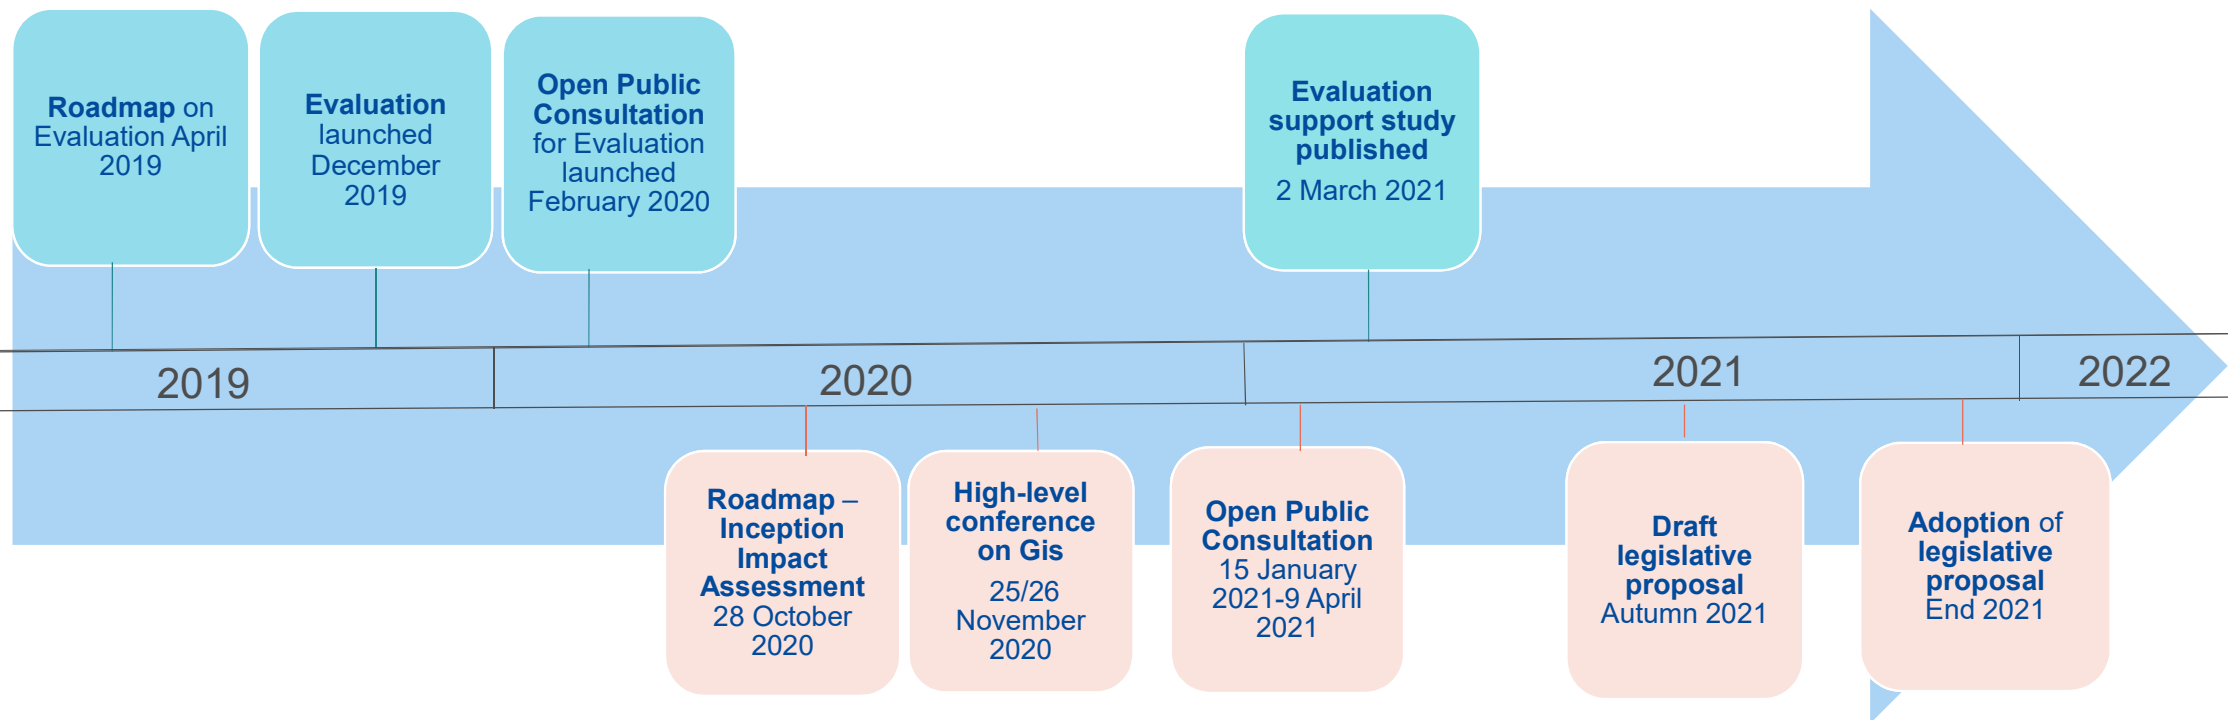 Roadmap on
Evaluation April
2019
Evaluation
launched
December
2019
Open Public
Consultation
for Evaluation
launched
February 2020
Evaluation
support study
published
2 March 2021
2019
2020
2021
2022
Roadmap –
Inception
Impact
Assessment
28 October
2020
High-level
conference
on Gis
25/26
November
2020
Open Public
Consultation
15 January
2021-9 April
2021
Draft
legislative
proposal
Autumn 2021
Adoption of
legislative
proposal
End 2021